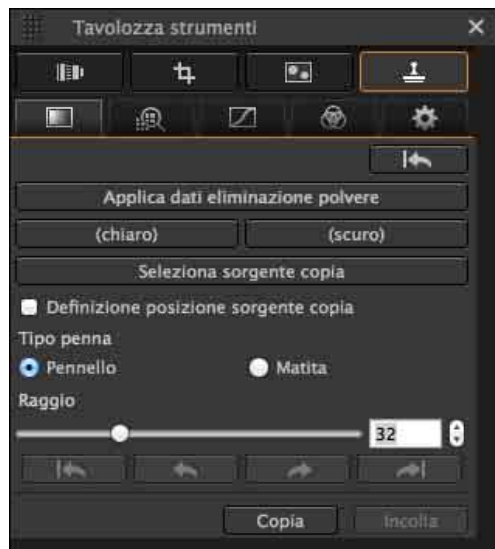 Tavolozza strumenti
Applica dati eliminazione polvere
(chiaro) (scuro)
Seleziona sorgente copia
Definizione posizione sorgente copia
Tipo penna
Pennello Matita
Raggio
32
Copia Incolla